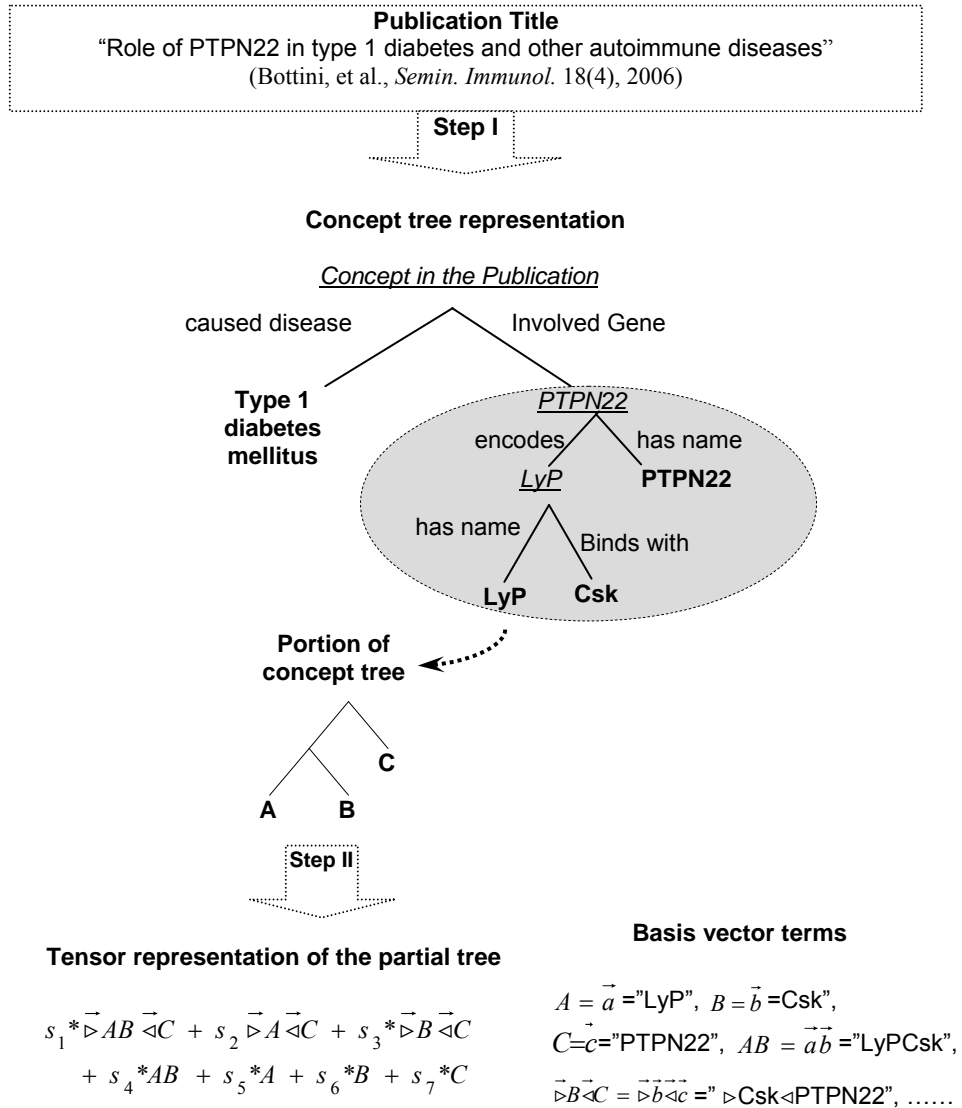 Publication Title
“Role of PTPN22 in type 1 diabetes and other autoimmune diseases”
(Bottini, et al., Semin. Immunol. 18(4), 2006)
Step I
Concept tree representation
Concept in the Publication
caused disease
Involved Gene
Type 1
diabetes
mellitus
PTPN22
encodes
has name
LyP
PTPN22
has name
Binds with
LyP
Csk
Portion of
concept tree
C
A
B
Step II
Tensor representation of the partial tree
s₁*⊳⃗AB ⊲⃗C + s₂ ⊳⃗A⊲⃗C + s₃*⊳⃗B⊲⃗C
+ s₄*AB + s₅*A + s₆*B + s₇*C
Basis vector terms
A = a⃗ =”LyP”, B = b⃗ =Csk”,
C=c⃗=”PTPN22”, AB = a⃗b⃗ =”LyPCsk”,
⊳⃗B⊲⃗C = ⊳⃗b⃗⊲⃗c⃗ =” ⊳Csk⊲PTPN22”, ……